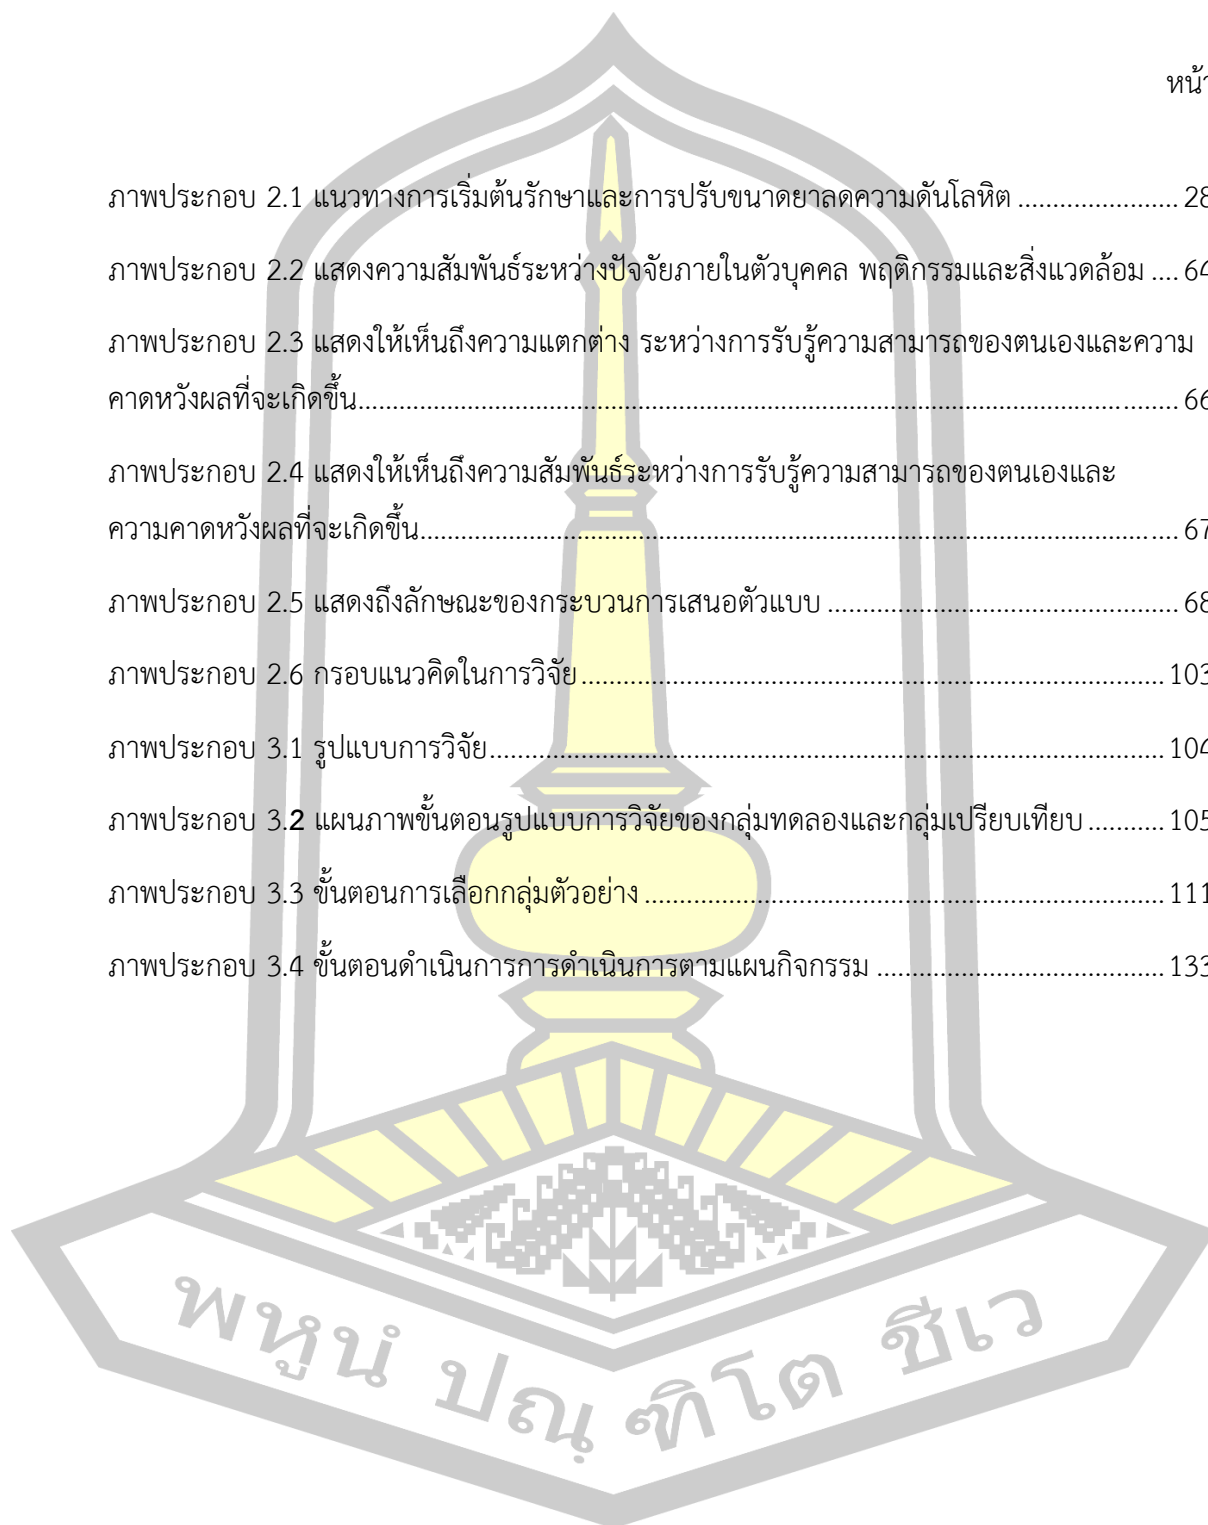 หน้า
ภาพประกอบ 2.1 แนวทางการเริ่มต้นรักษาและการปรับขนาดยาลดความดันโลหิต ...................... 28
ภาพประกอบ 2.2 แสดงความสัมพันธ์ระหว่างปัจจัยภายในตัวบุคคล พฤติกรรมและสิ่งแวดล้อม .... 64
ภาพประกอบ 2.3 แสดงให้เห็นถึงความแตกต่าง ระหว่างการรับรู้ความสามารถของตนเองและความ
คาดหวังผลที่จะเกิดขึ้น........................................................................................................... 66
ภาพประกอบ 2.4 แสดงให้เห็นถึงความสัมพันธ์ระหว่างการรับรู้ความสามารถของตนเองและ
ความคาดหวังผลที่จะเกิดขึ้น................................................................................................... 67
ภาพประกอบ 2.5 แสดงถึงลักษณะของกระบวนการเสนอตัวแบบ .............................................. 68
ภาพประกอบ 2.6 กรอบแนวคิดในการวิจัย............................................................................ 103
ภาพประกอบ 3.1 รูปแบบการวิจัย........................................................................................ 104
ภาพประกอบ 3.2 แผนภาพขั้นตอนรูปแบบการวิจัยของกลุ่มทดลองและกลุ่มเปรียบเทียบ ........... 105
ภาพประกอบ 3.3 ขั้นตอนการเลือกกลุ่มตัวอย่าง .................................................................... 111
ภาพประกอบ 3.4 ขั้นตอนดำเนินการการดำเนินการตามแผนกิจกรรม ...................................... 133
พหูนํ ปณฺฑิโต ชีเว